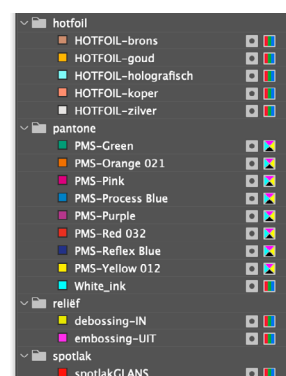 hotfoil
HOTFOIL-brons
HOTFOIL-goud
HOTFOIL-holografisch
HOTFOIL-koper
HOTFOIL-zilver
pantone
PMS-Green
PMS-Orange 021
PMS-Pink
PMS-Process Blue
PMS-Purple
PMS-Red 032
PMS-Reflex Blue
PMS-Yellow 012
White_ink
reliëf
debossing-IN
embossing-UIT
spotlak
spotlakGLANS